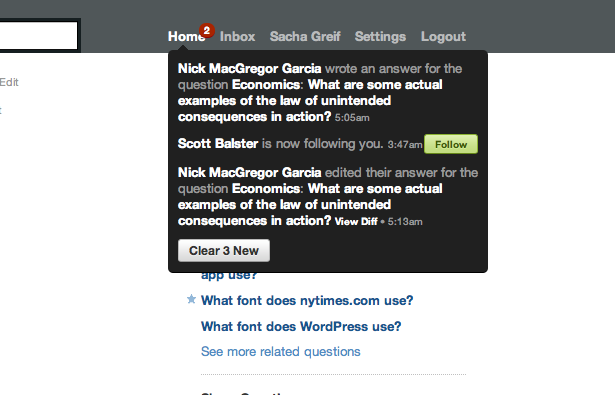 Home 2 Inbox Sacha Greif Settings Logout
Edit
Nick MacGregor Garcia wrote an answer for the
question Economics: What are some actual
examples of the law of unintended
consequences in action? 5:05am
Scott Balster is now following you. 3:47am Follow
Nick MacGregor Garcia edited their answer for the
question Economics: What are some actual
examples of the law of unintended
consequences in action? View Diff • 5:13am
Clear 3 New
app use?
What font does nytimes.com use?
What font does WordPress use?
See more related questions